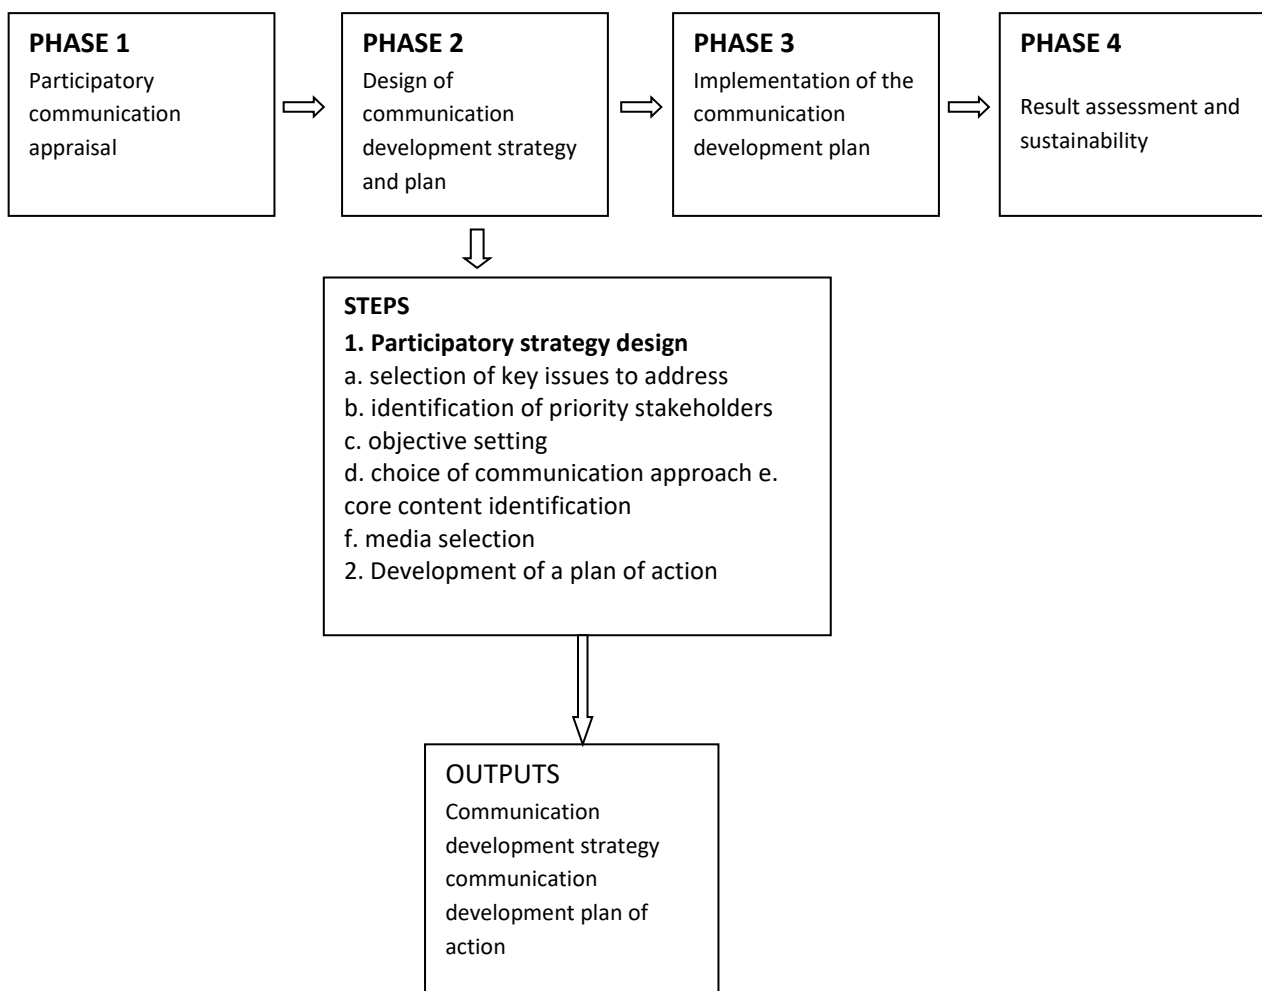 PHASE 1
Participatory
communication
appraisal
PHASE 2
Design of
communication
development strategy
and plan
PHASE 3
Implementation of the
communication
development plan
PHASE 4
Result assessment and
sustainability
STEPS
1. Participatory strategy design
a. selection of key issues to address
b. identification of priority stakeholders
c. objective setting
d. choice of communication approach e.
core content identification
f. media selection
2. Development of a plan of action
OUTPUTS
Communication
development strategy
communication
development plan of
action